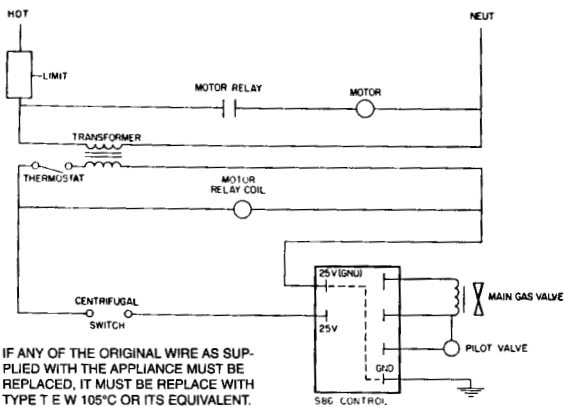 HOT
NEUT
LIMIT
MOTOR RELAY
MOTOR
TRANSFORMER
THERMOSTAT
MOTOR
RELAY COIL
25V(GND)
MAIN GAS VALVE
CENTRIFUGAL
SWITCH
25V
PILOT VALVE
GND
S86 CONTROL
IF ANY OF THE ORIGINAL WIRE AS SUP-
PLIED WITH THE APPLIANCE MUST BE
REPLACED, IT MUST BE REPLACE WITH
TYPE T E W 105°C OR ITS EQUIVALENT.